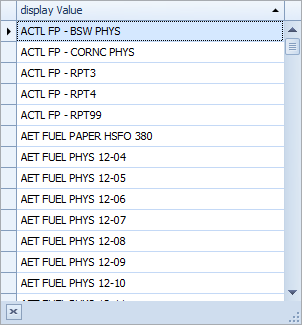 display Value
ACTL FP - BSW PHYS
ACTL FP - CORNC PHYS
ACTL FP - RPT3
ACTL FP - RPT4
ACTL FP - RPT99
AET FUEL PAPER HSFO 380
AET FUEL PHYS 12-04
AET FUEL PHYS 12-05
AET FUEL PHYS 12-06
AET FUEL PHYS 12-07
AET FUEL PHYS 12-08
AET FUEL PHYS 12-09
AET FUEL PHYS 12-10